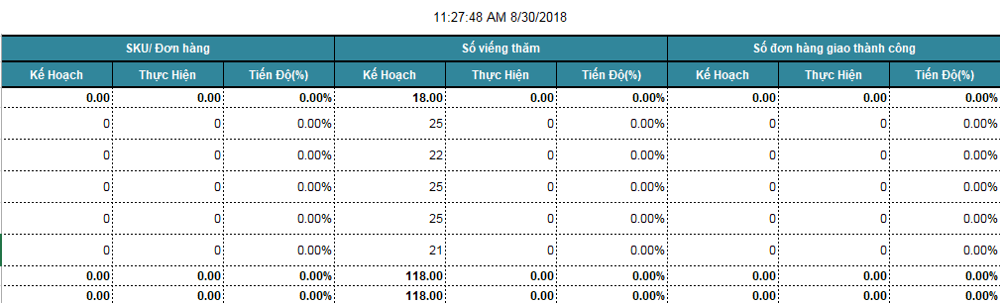 11:27:48 AM 8/30/2018
SKU/ Đơn hàng Số viếng thăm Số đơn hàng giao thành công
Kế Hoạch Thực Hiện Tiến Độ(%) Kế Hoạch Thực Hiện Tiến Độ(%) Kế Hoạch Thực Hiện Tiến Độ(%)
0.00 0.00 0.00% 18.00 0.00 0.00% 0.00 0.00 0.00%
0 0 0.00% 25 0 0.00% 0 0 0.00%
0 0 0.00% 22 0 0.00% 0 0 0.00%
0 0 0.00% 25 0 0.00% 0 0 0.00%
0 0 0.00% 25 0 0.00% 0 0 0.00%
0 0 0.00% 21 0 0.00% 0 0 0.00%
0.00 0.00 0.00% 118.00 0.00 0.00% 0.00 0.00 0.00%
0.00 0.00 0.00% 118.00 0.00 0.00% 0.00 0.00 0.00%